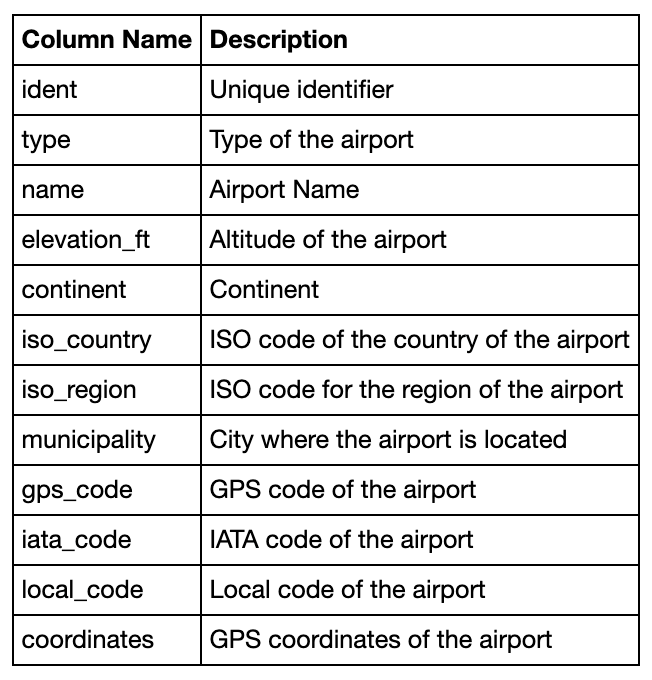 Column Name Description
ident Unique identifier
type Type of the airport
name Airport Name
elevation_ft Altitude of the airport
continent Continent
iso_country ISO code of the country of the airport
iso_region ISO code for the region of the airport
municipality City where the airport is located
gps_code GPS code of the airport
iata_code IATA code of the airport
local_code Local code of the airport
coordinates GPS coordinates of the airport